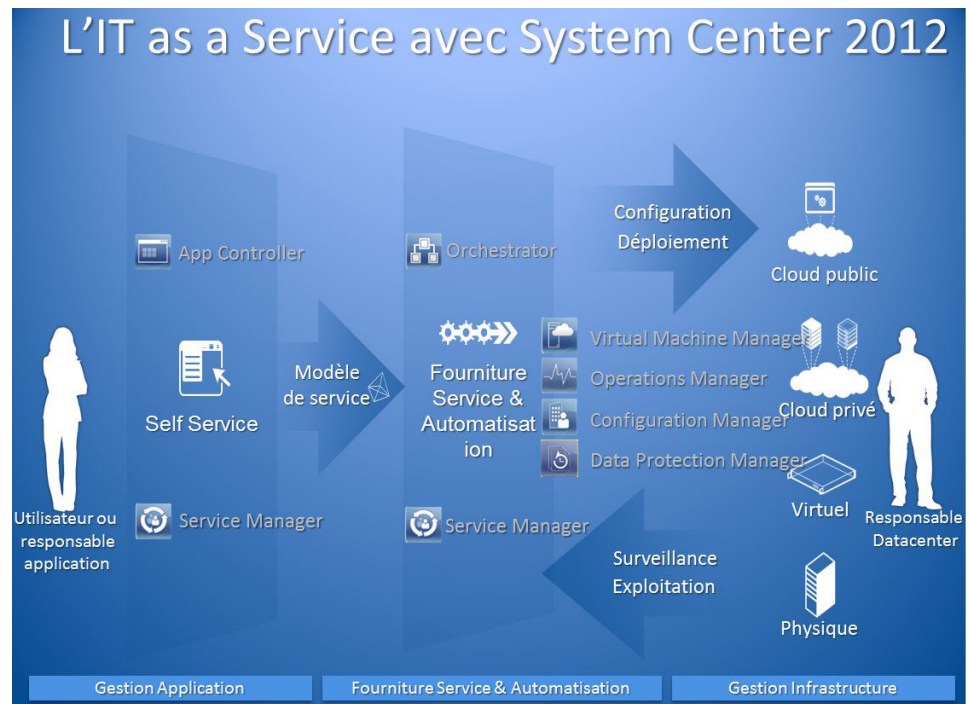 L'IT as a Service avec System Center 2012
App Controller
Orchestrator
Configuration
Déploiement
Cloud public
Self Service
Modèle
de service
Fourniture
Service &
Automatisat
ion
Virtual Machine Manager
Operations Manager
Configuration Manager
Data Protection Manager
Cloud privé
Virtuel
Utilisateur ou
responsable
application
Service Manager
Service Manager
Responsable
Datacenter
Surveillance
Exploitation
Physique
Gestion Application
Fourniture Service & Automatisation
Gestion Infrastructure